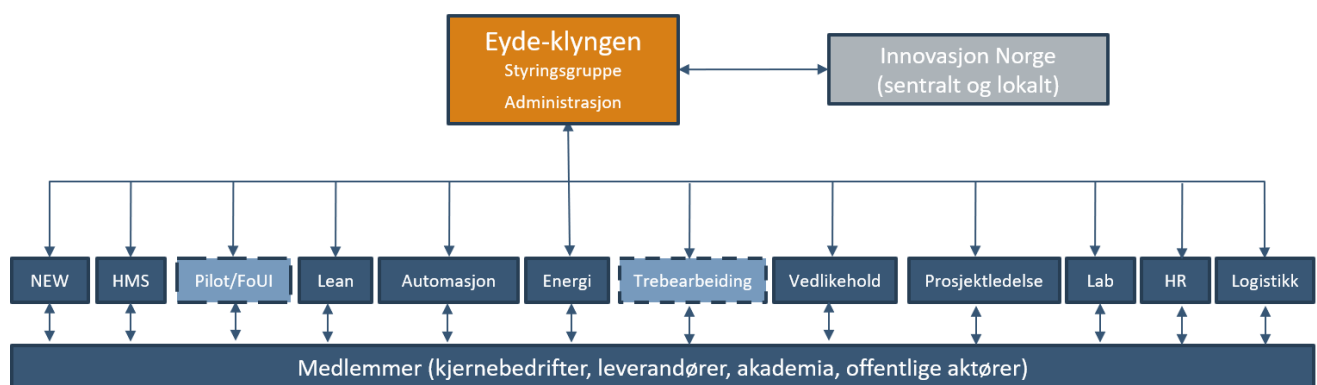 Eyde-klyngen
Styringsgruppe
Administrasjon
Innovasjon Norge
(sentralt og lokalt)
NEW
HMS
Pilot/FoUI
Lean
Automasjon
Energi
Trebearbeiding
Vedlikehold
Prosjektledelse
Lab
HR
Logistikk
Medlemmer (kjernebedrifter, leverandører, akademia, offentlige aktører)